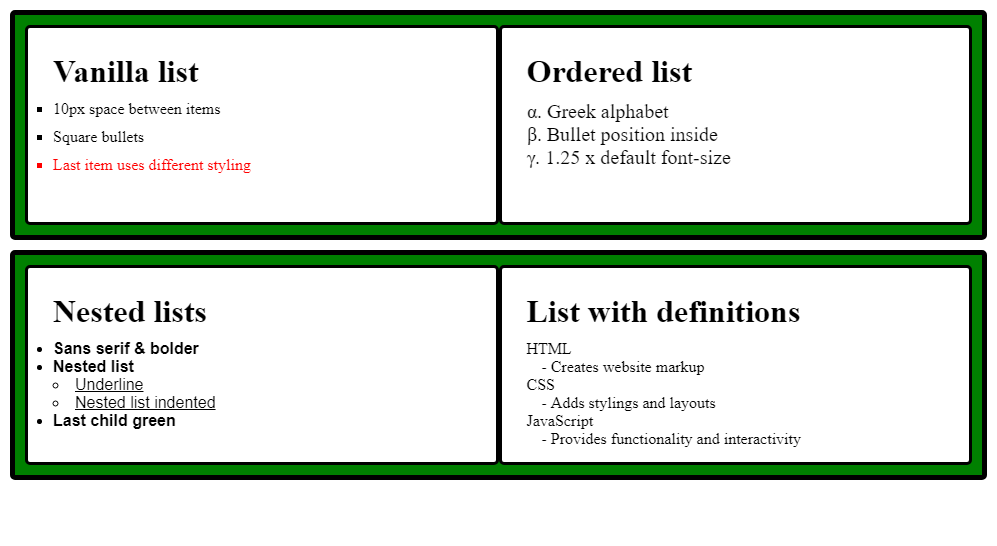 Vanilla list
10px space between items
Square bullets
Last item uses different styling
Ordered list
α. Greek alphabet
β. Bullet position inside
γ. 1.25 x default font-size
Nested lists
Sans serif & bolder
Nested list
Underline
Nested list indented
Last child green
List with definitions
HTML
- Creates website markup
CSS
- Adds stylings and layouts
JavaScript
- Provides functionality and interactivity